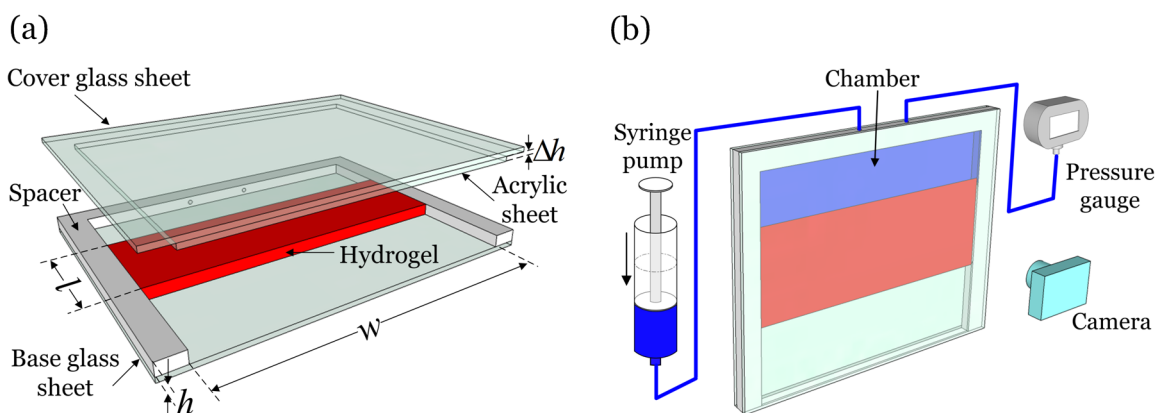 (a)
Cover glass sheet
Δh
Acrylic
sheet
Spacer
Hydrogel
l
w
Base glass
sheet
h
(b)
Chamber
Syringe
pump
Pressure
gauge
Camera